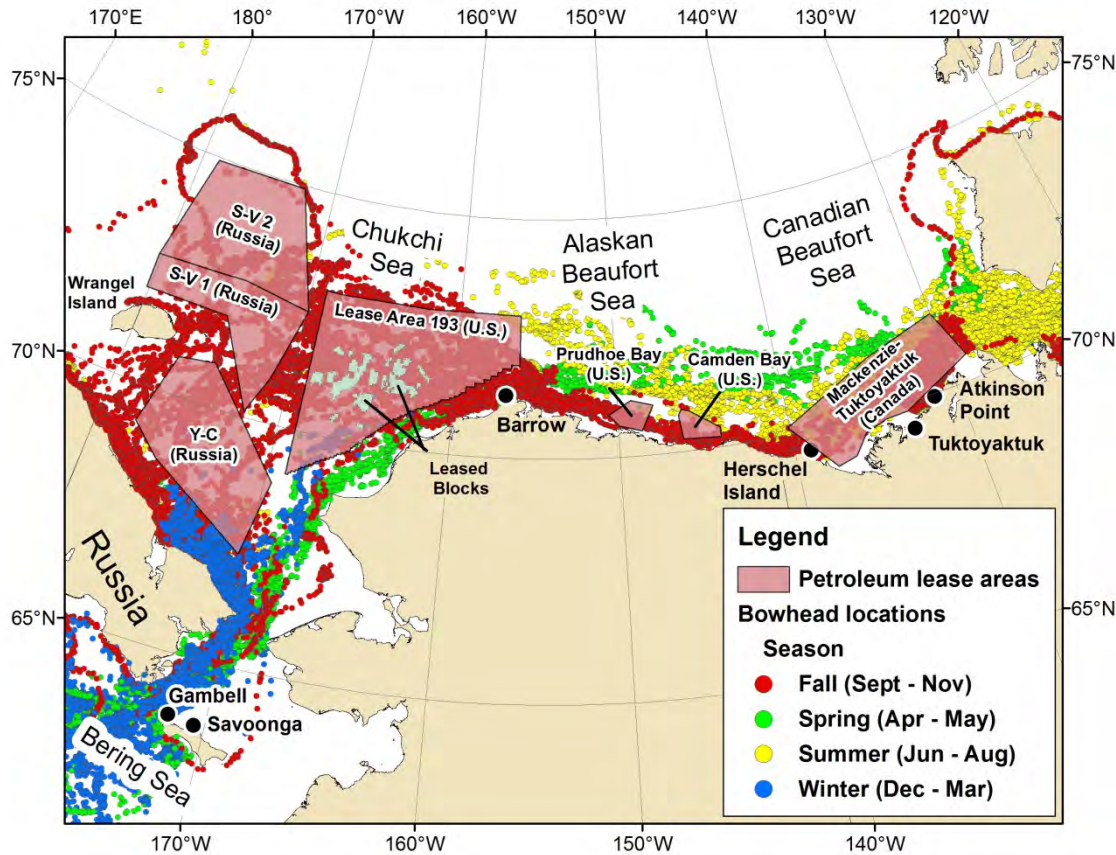 170°E
180°
170°W
160°W
150°W
140°W
130°W
120°W
75°N
75°N
S-V 2
(Russia)
Chukchi
Sea
Alaskan
Beaufort
Sea
Canadian
Beaufort
Sea
Wrangel
Island
S-V 1 (Russia)
Lease Area 193 (U.S.)
70°N
70°N
Prudhoe Bay
(U.S.)
Camden Bay
(U.S.)
Mackenzie-
Tuktoyaktuk
(Canada)
Atkinson
Point
Y-C
(Russia)
Barrow
Tuktoyaktuk
Leased
Blocks
Herschel
Island
Russia
Legend
Petroleum lease areas
Bowhead locations
Season
Fall (Sept - Nov)
Spring (Apr - May)
Summer (Jun - Aug)
Winter (Dec - Mar)
65°N
65°N
Gambell
Savoonga
Bering Sea
170°W
160°W
150°W
140°W